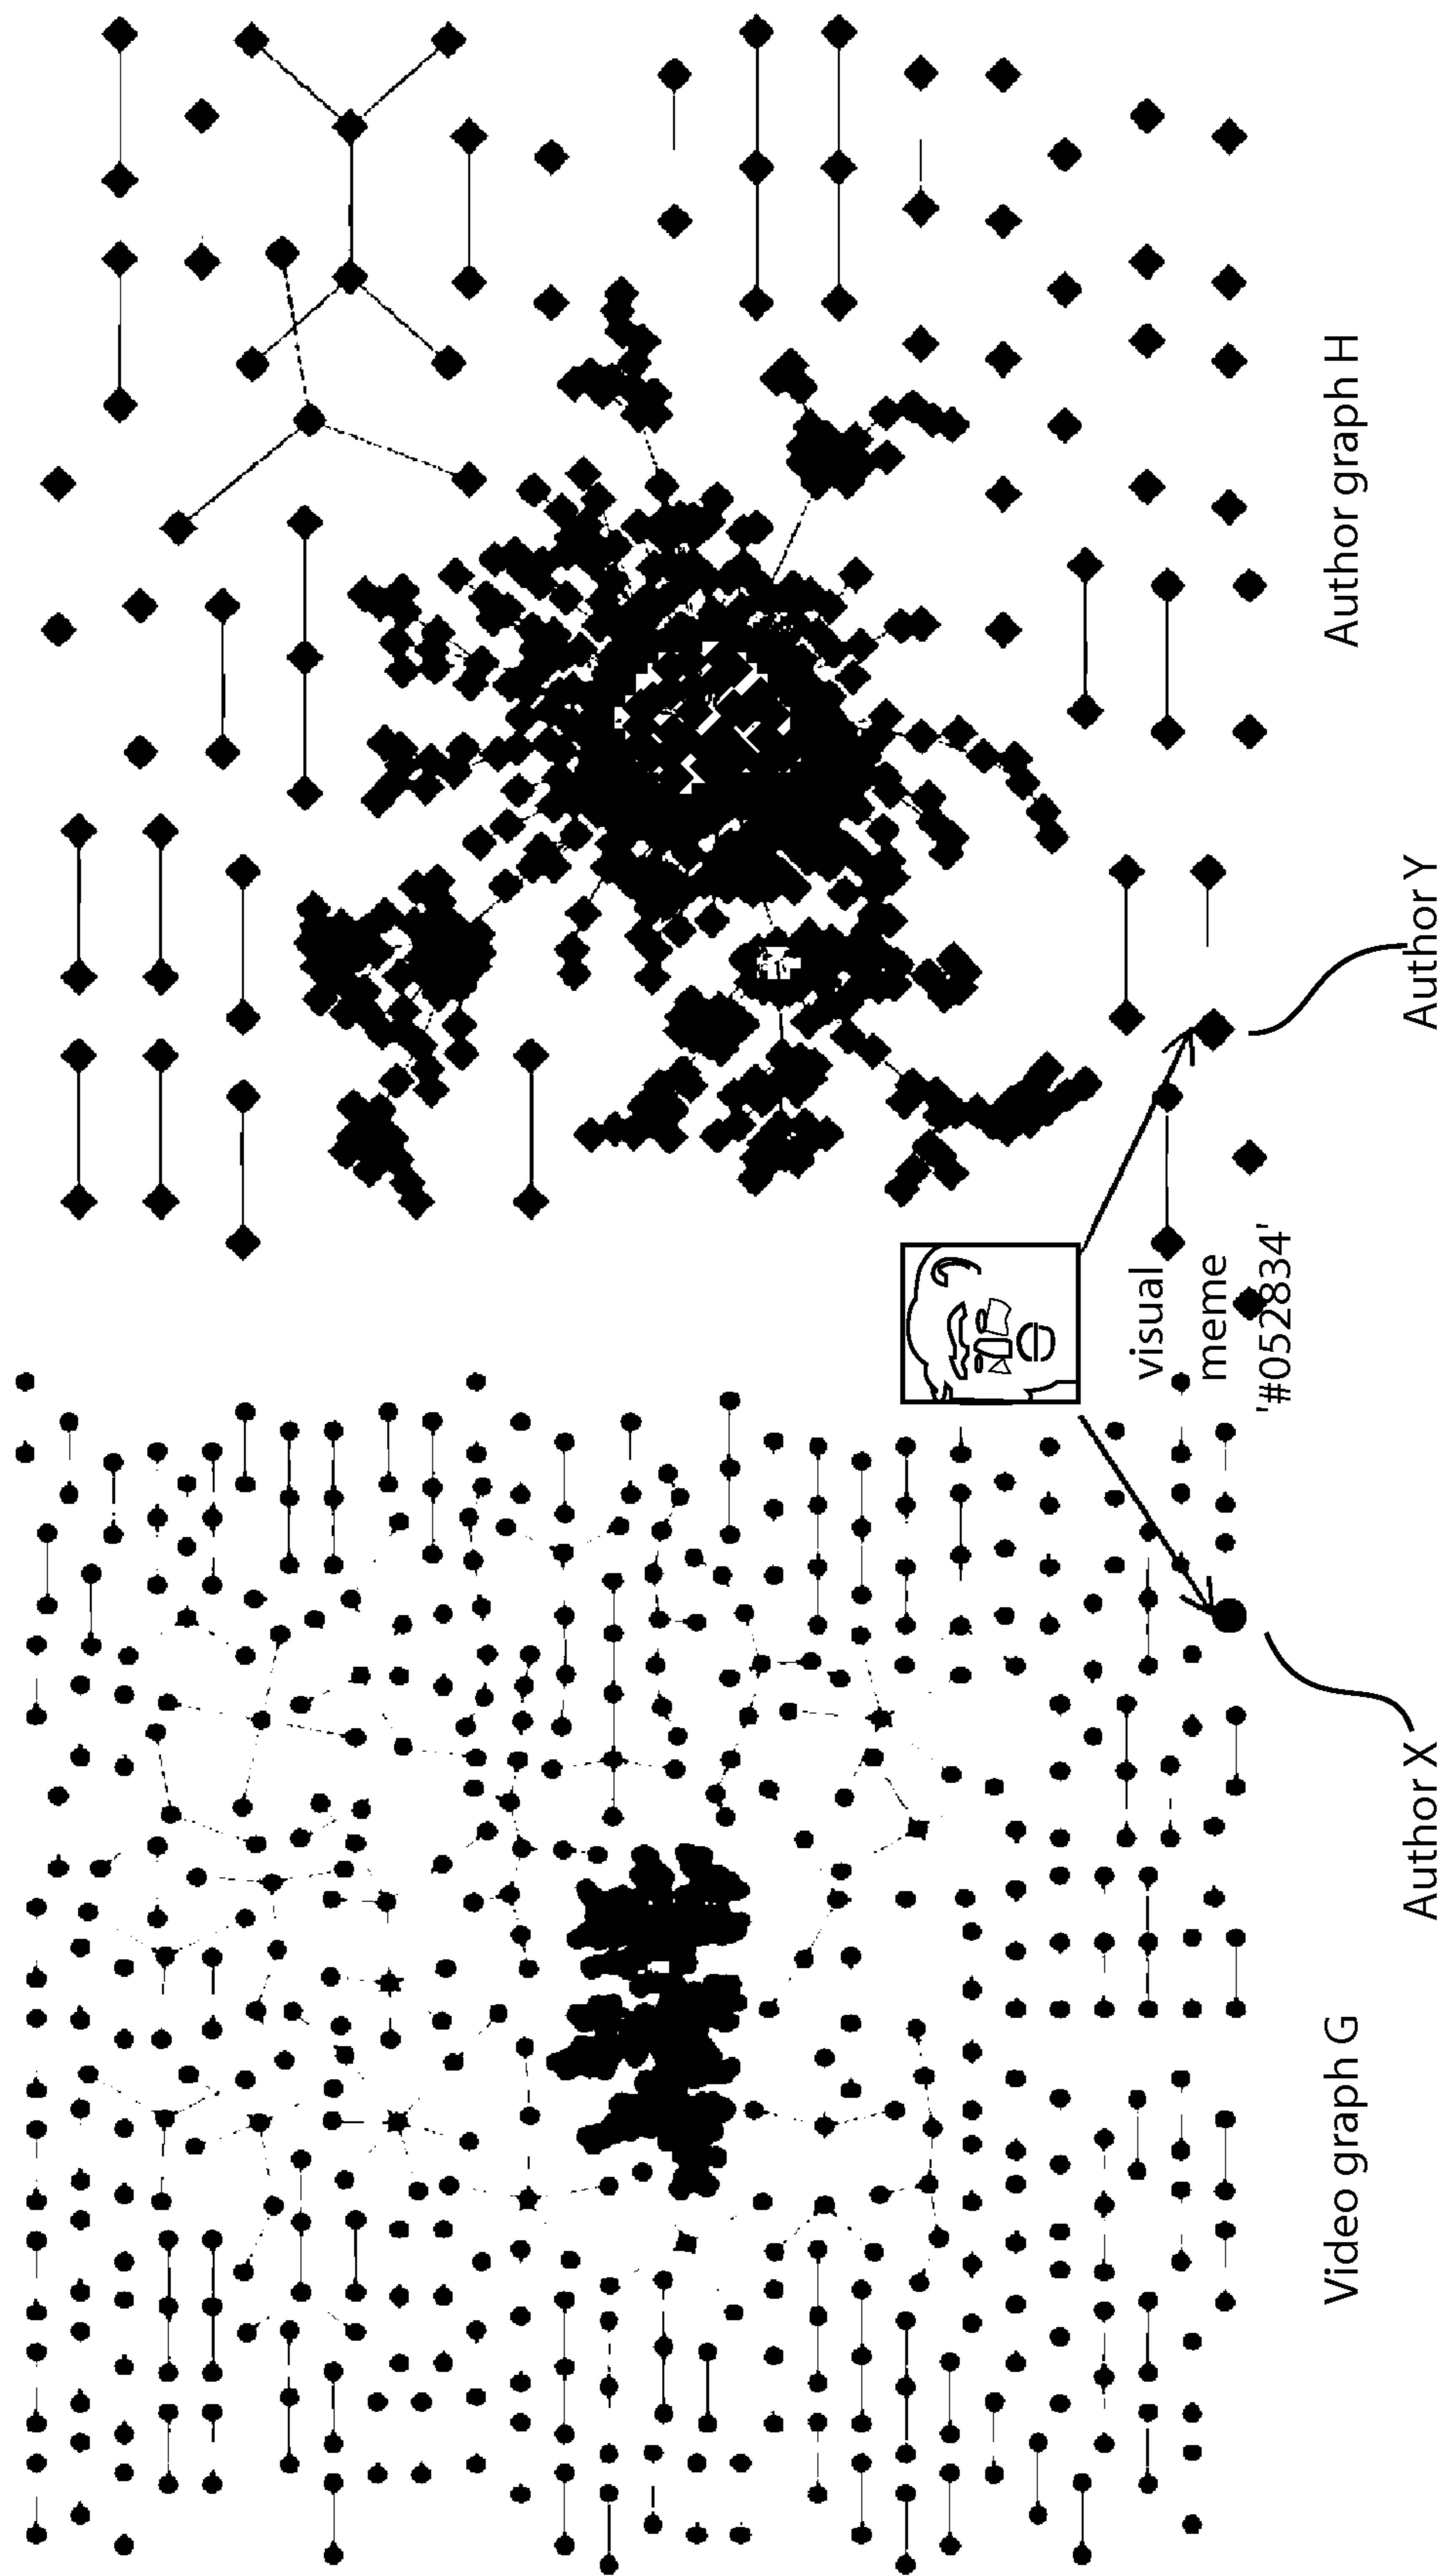 visual
meme
'#052834'
Video graph G
Author graph H
Author X
Author Y